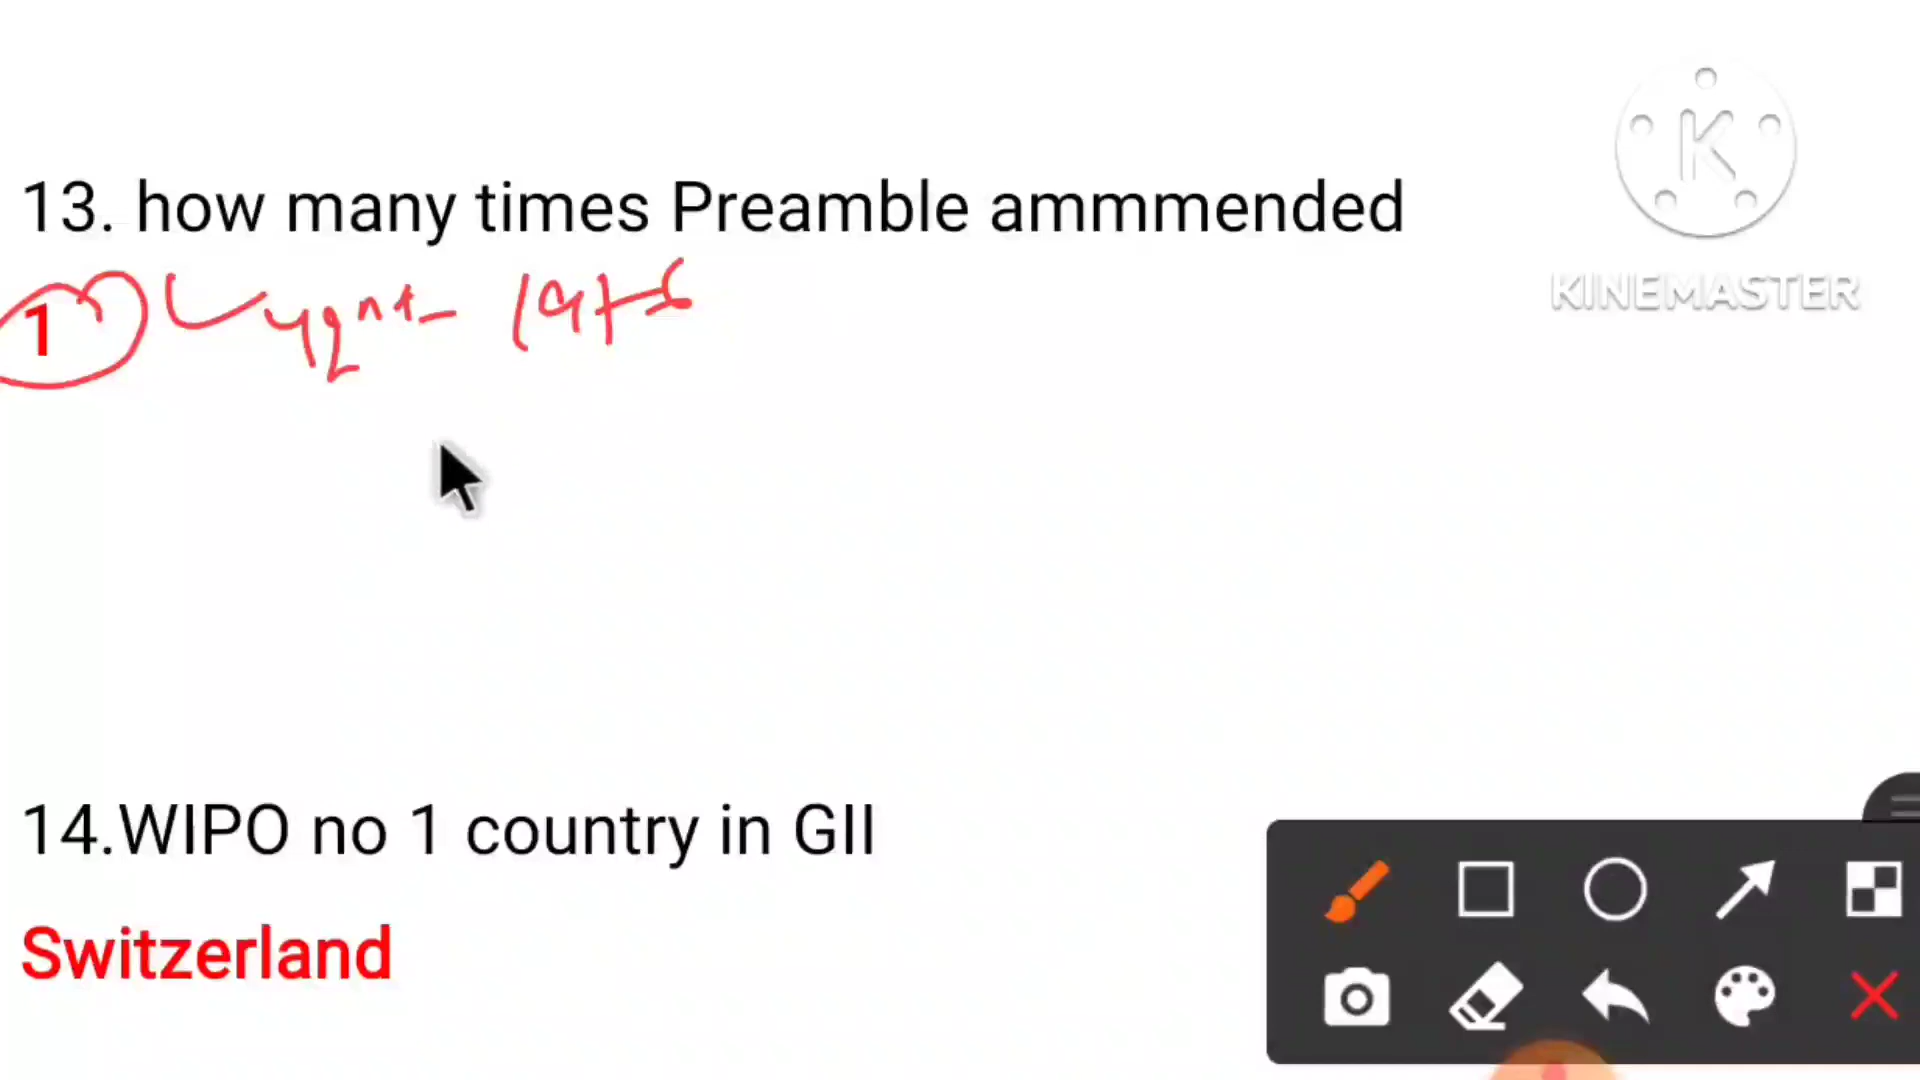 13. how many times Preamble ammmended
1 42nd- 1976
14.WIPO no 1 country in GII
Switzerland
K
KINEMASTER